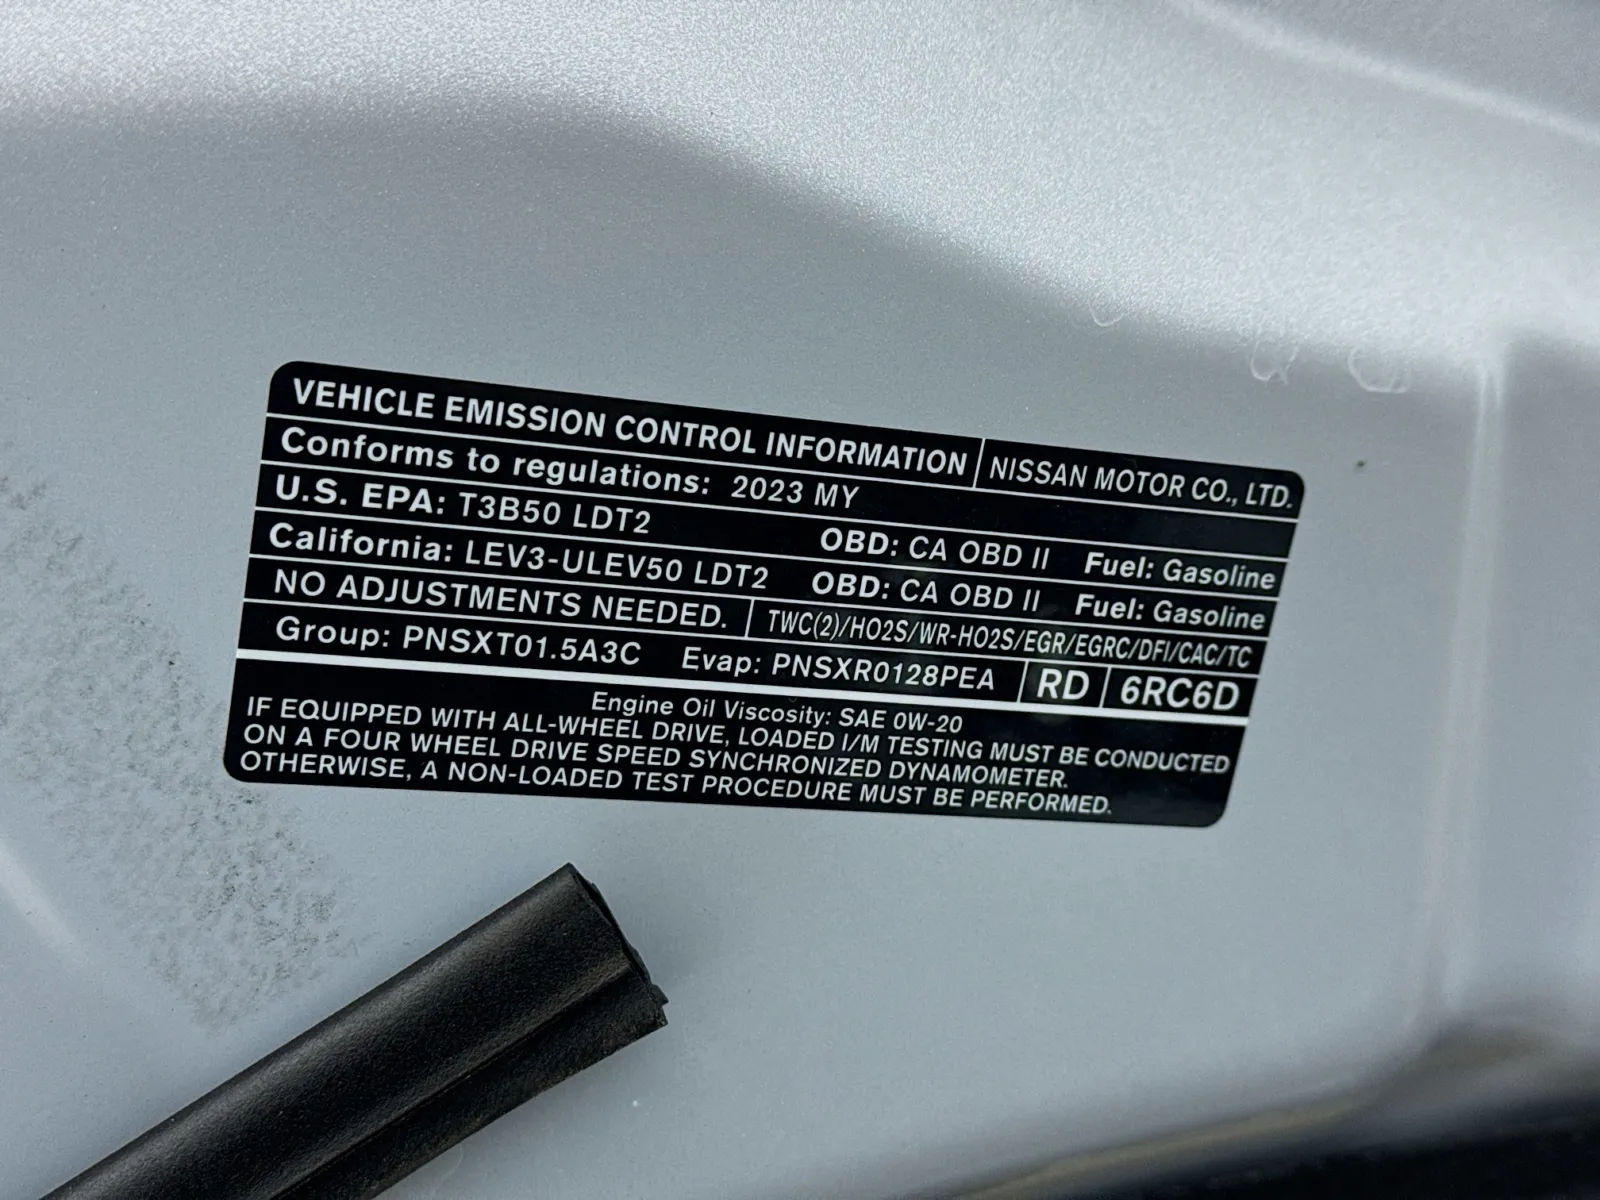 VEHICLE EMISSION CONTROL INFORMATION NISSAN MOTOR CO., LTD.
Conforms to regulations: 2023 MY
U.S. EPA: T3B50 LDT2 OBD: CA OBD II Fuel: Gasoline
California: LEV3-ULEV50 LDT2 OBD: CA OBD II Fuel: Gasoline
NO ADJUSTMENTS NEEDED. TWC(2)/HO2S/WR-HO2S/EGR/EGRC/DFI/CAC/TC
Group: PNSXT01.5A3C Evap: PNSXR0128PEA RD 6RC6D
Engine Oil Viscosity: SAE 0W-20
IF EQUIPPED WITH ALL-WHEEL DRIVE, LOADED I/M TESTING MUST BE CONDUCTED
ON A FOUR WHEEL DRIVE SPEED SYNCHRONIZED DYNAMOMETER.
OTHERWISE, A NON-LOADED TEST PROCEDURE MUST BE PERFORMED.